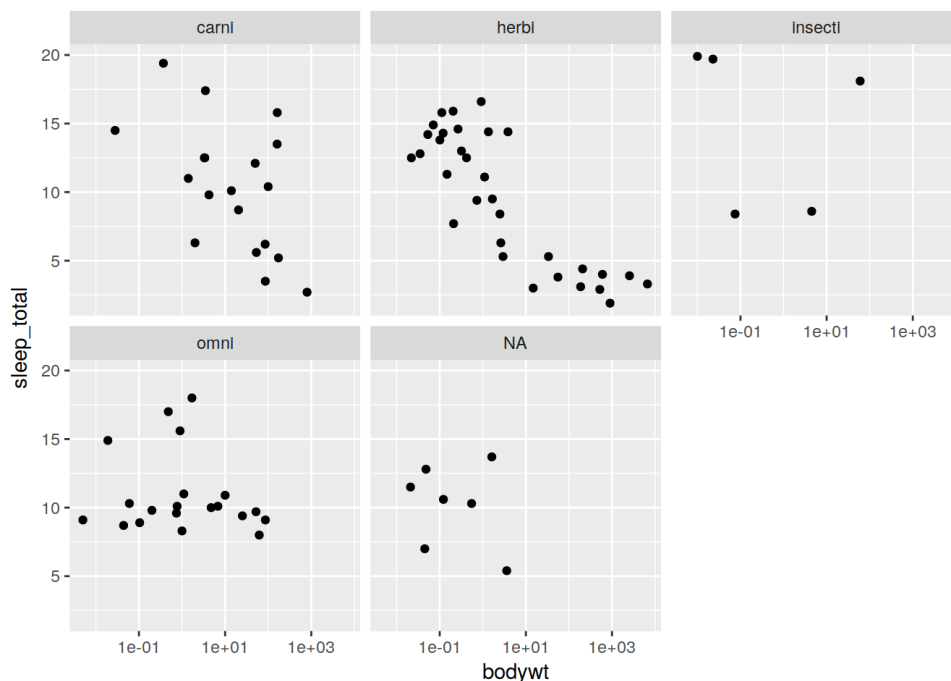 carni herbi insecti
20
15
10
5
1e-01 1e+01 1e+03
omni NA
20
15
10
5
1e-01 1e+01 1e+03 1e-01 1e+01 1e+03
sleep_total
bodywt